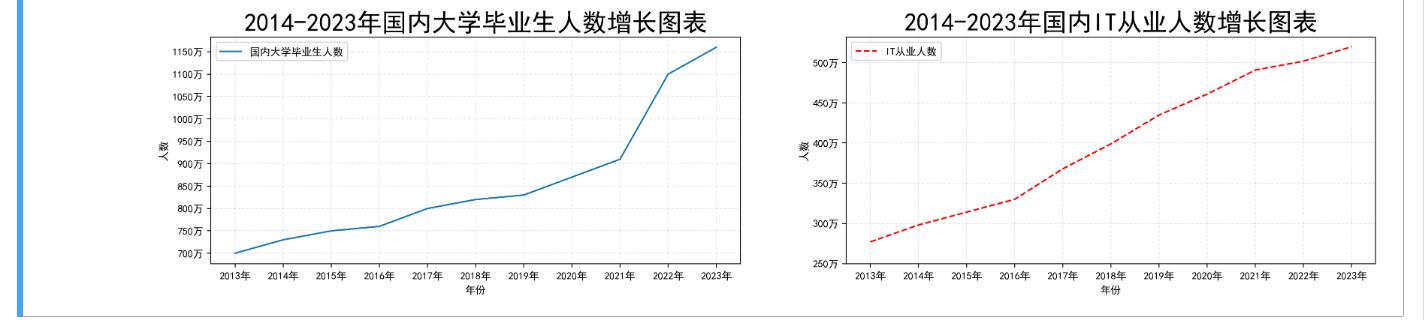 2014-2023年国内大学毕业生人数增长图表
国内大学毕业生人数
1150万
1100万
1050万
1000万
950万
900万
850万
800万
750万
700万
人数
2013年 2014年 2015年 2016年 2017年 2018年 2019年 2020年 2021年 2022年 2023年
年份
2014-2023年国内IT从业人数增长图表
IT从业人数
500万
450万
400万
350万
300万
250万
人数
2013年 2014年 2015年 2016年 2017年 2018年 2019年 2020年 2021年 2022年 2023年
年份